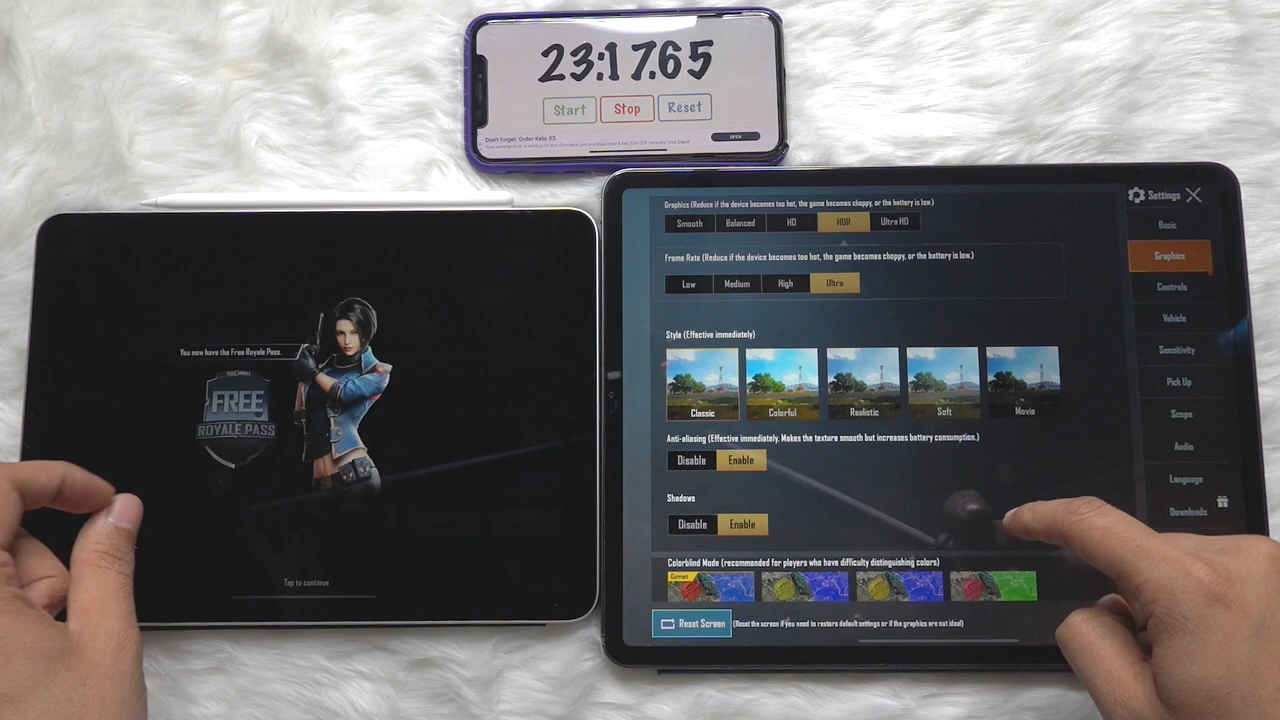 23:17.65
Start Stop Reset
Don't forget: Order Keto XS
OPEN
You now have the Free Royale Pass.
FREE
ROYALE PASS
Tap to continue
Settings
Graphics (Reduce if the device becomes too hot, the game becomes choppy, or the battery is low.)
Smooth Balanced HD HDR Ultra HD
Frame Rate (Reduce if the device becomes too hot, the game becomes choppy, or the battery is low.)
Low Medium High Ultra
Style (Effective immediately)
Classic Colorful Realistic Soft Movie
Anti-aliasing (Effective immediately. Makes the texture smooth but increases battery consumption.)
Disable Enable
Shadows
Disable Enable
Colorblind Mode (recommended for players who have difficulty distinguishing colors)
Current
Reset Screen (Reset the screen if you need to restore default settings or if the graphics are not ideal)
Basic
Graphics
Controls
Vehicle
Sensitivity
Pick Up
Scope
Audio
Language
Downloads